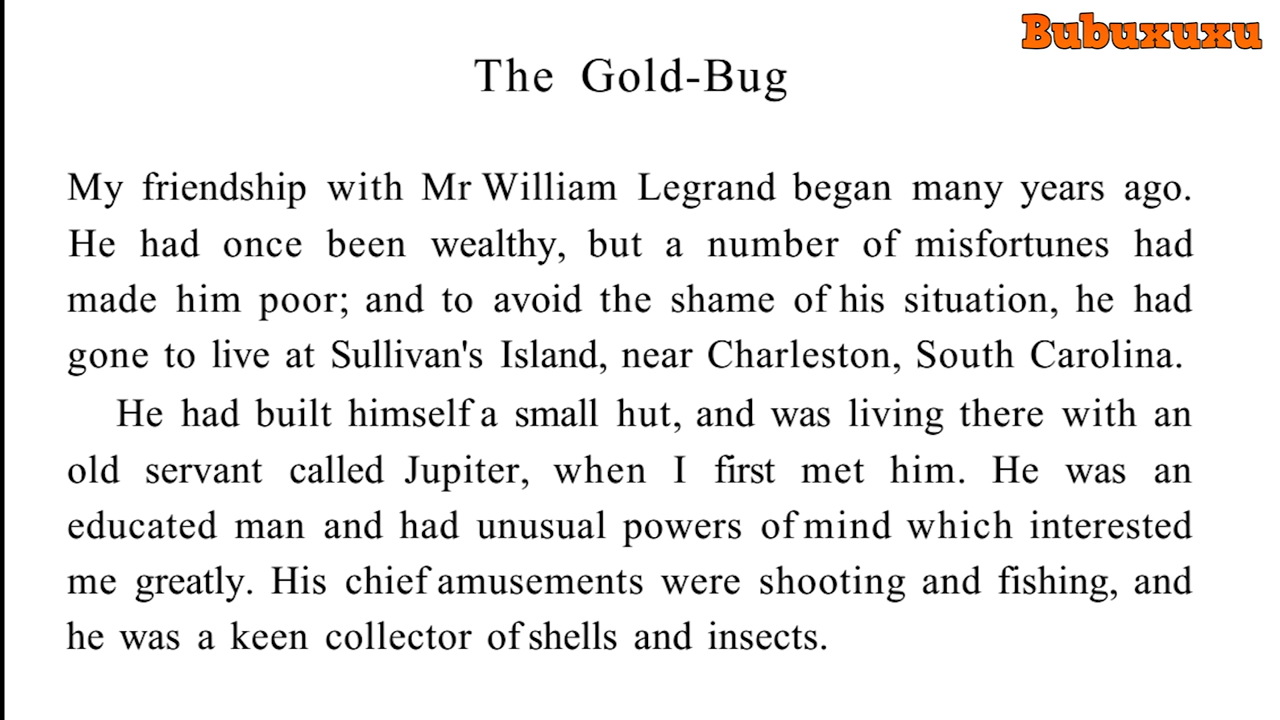 Bubuxuxu
The Gold-Bug
My friendship with Mr William Legrand began many years ago.
He had once been wealthy, but a number of misfortunes had
made him poor; and to avoid the shame of his situation, he had
gone to live at Sullivan's Island, near Charleston, South Carolina.
He had built himself a small hut, and was living there with an
old servant called Jupiter, when I first met him. He was an
educated man and had unusual powers of mind which interested
me greatly. His chief amusements were shooting and fishing, and
he was a keen collector of shells and insects.